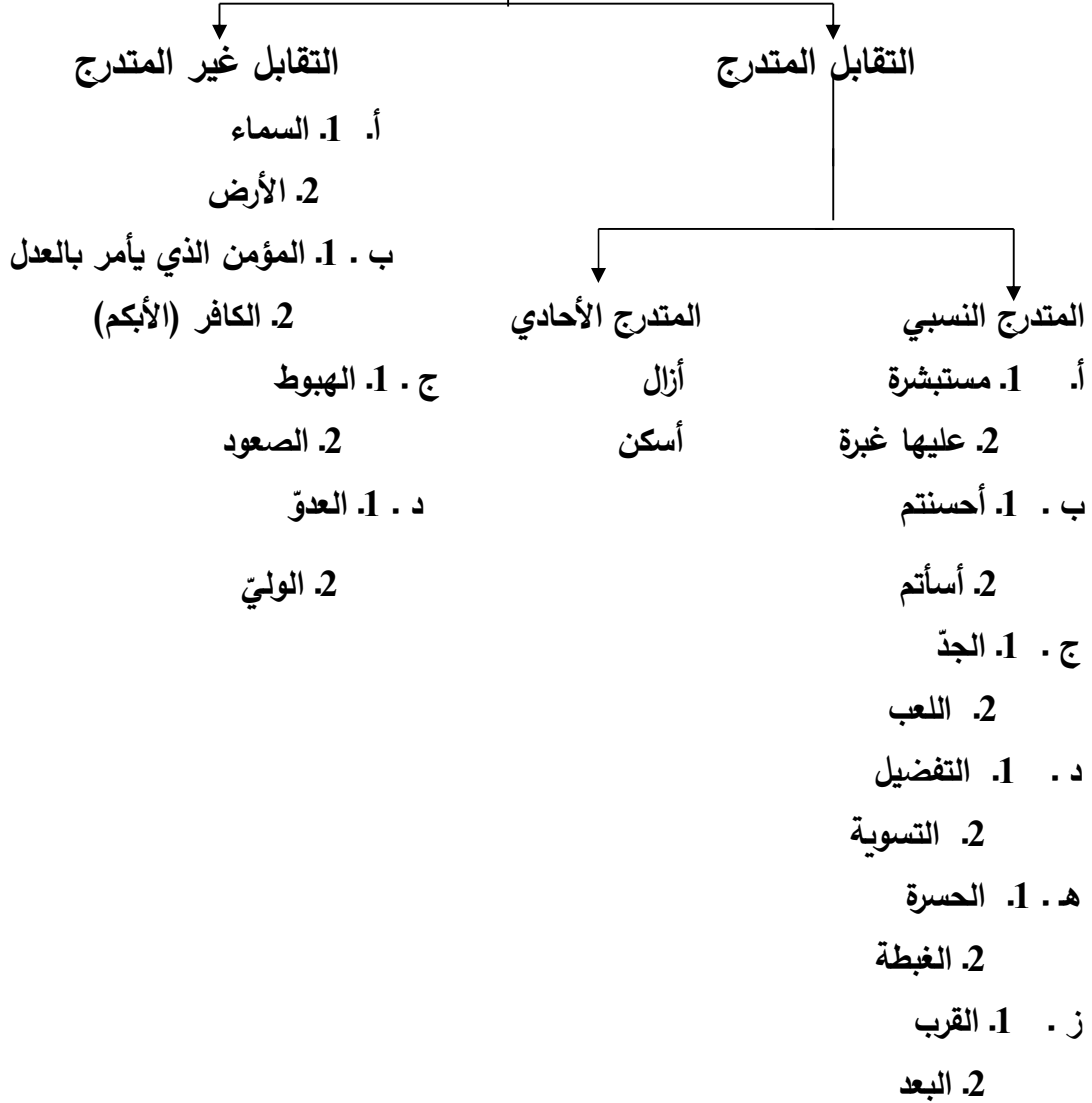 التقابل المتدرج التقابل غير المتدرج
أ. 1. السماء
2. الأرض
ب . 1. المؤمن الذي يأمر بالعدل
المتدرج النسبي المتدرج الأحادي 2. الكافر (الأبكم)
أ. 1. مستبشرة أزال ج . 1. الهبوط
2. عليها غبرة أسكن 2. الصعود
ب . 1. أحسنتم د . 1. العدوّ
2. أسأتم 2. الوليّ
ج . 1. الجدّ
2. اللعب
د . 1. التفضيل
2. التسوية
هـ . 1. الحسرة
2. الغبطة
ز . 1. القرب
2. البعد